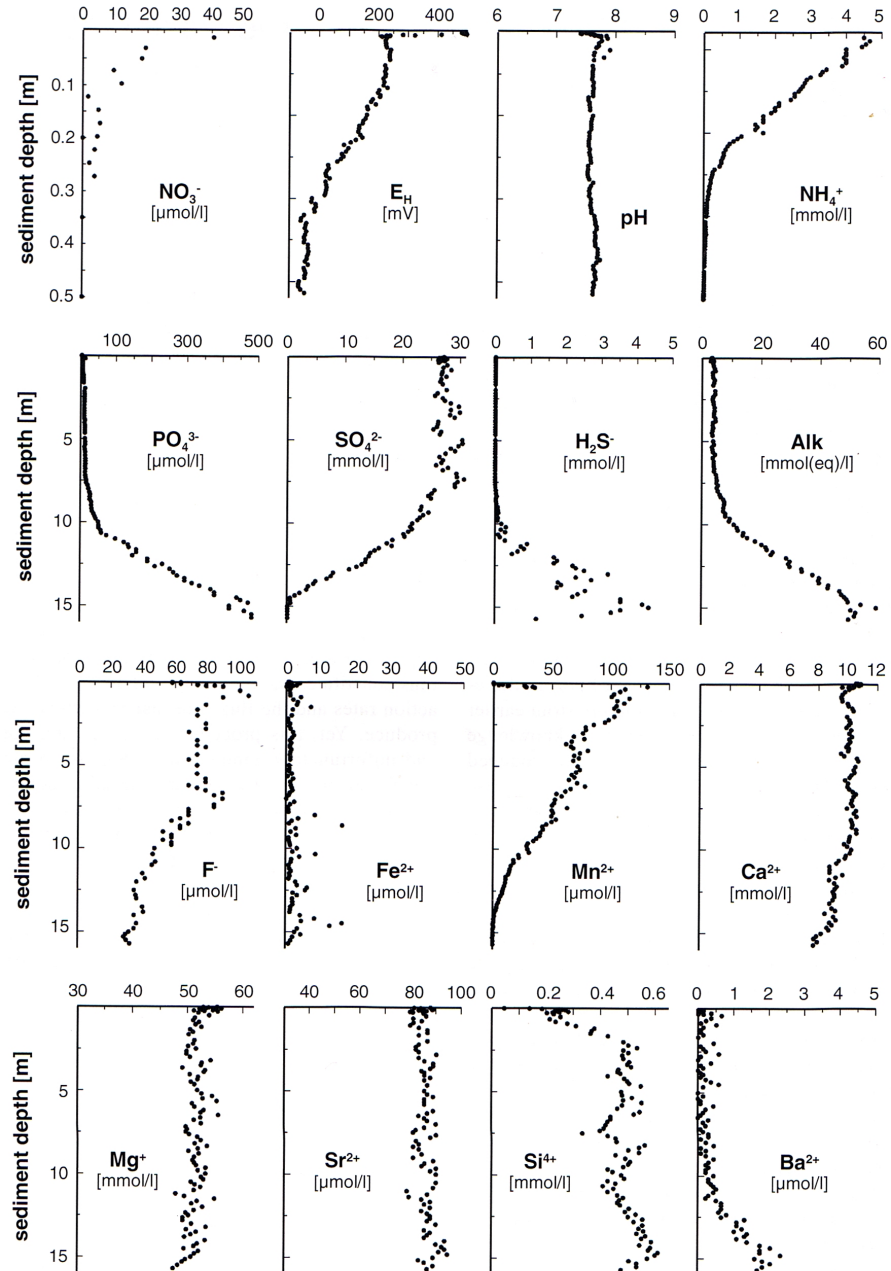 0 10 20 30 40 50
0 200 400
6 7 8 9
0 1 2 3 4 5
sediment depth [m]
0.1
0.2
0.3
0.4
0.5
NO₃⁻
[µmol/l]
E_H
[mV]
pH
NH₄⁺
[mmol/l]
100 300 500
0 10 20 30
0 1 2 3 4 5
0 20 40 60
sediment depth [m]
5
10
15
PO₄³⁻
[µmol/l]
SO₄²⁻
[mmol/l]
H₂S⁻
[mmol/l]
Alk
[mmol(eq)/l]
0 20 40 60 80 100
0 10 20 30 40 50
0 50 100 150
0 2 4 6 8 10 12
sediment depth [m]
5
10
15
F⁻
[µmol/l]
Fe²⁺
[µmol/l]
Mn²⁺
[µmol/l]
Ca²⁺
[mmol/l]
30 40 50 60
40 60 80 100
0 0.2 0.4 0.6
0 1 2 3 4 5
sediment depth [m]
5
10
15
Mg⁺
[mmol/l]
Sr²⁺
[µmol/l]
Si⁴⁺
[mmol/l]
Ba²⁺
[µmol/l]